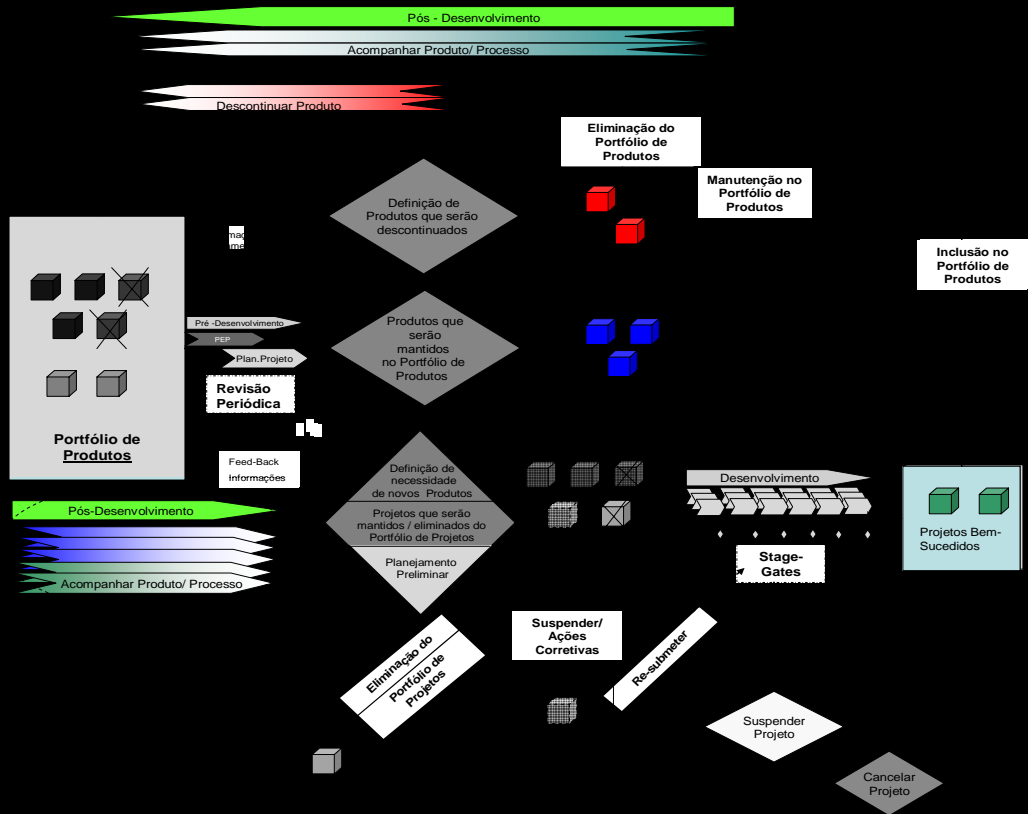 Pós - Desenvolvimento
Acompanhar Produto/ Processo
Descontinuar Produto
Eliminação do
Portfólio de
Produtos
Manutenção no
Portfólio de
Produtos
Definição de
Produtos que serão
descontinuados
Inclusão no
Portfólio de
Produtos
Pré -Desenvolvimento
PEP
Plan.Projeto
Produtos que
serão
mantidos
no Portfólio de
Produtos
Revisão
Periódica
Portfólio de
Produtos
Feed-Back
Informações
Definição de
necessidade
de novos Produtos
Projetos que serão
mantidos / eliminados do
Portfólio de Projetos
Planejamento
Preliminar
Desenvolvimento
Stage-
Gates
Projetos Bem-
Sucedidos
Pós-Desenvolvimento
Acompanhar Produto/ Processo
Eliminação do
Portfólio de
Projetos
Suspender/
Ações
Corretivas
Re-submeter
Suspender
Projeto
Cancelar
Projeto